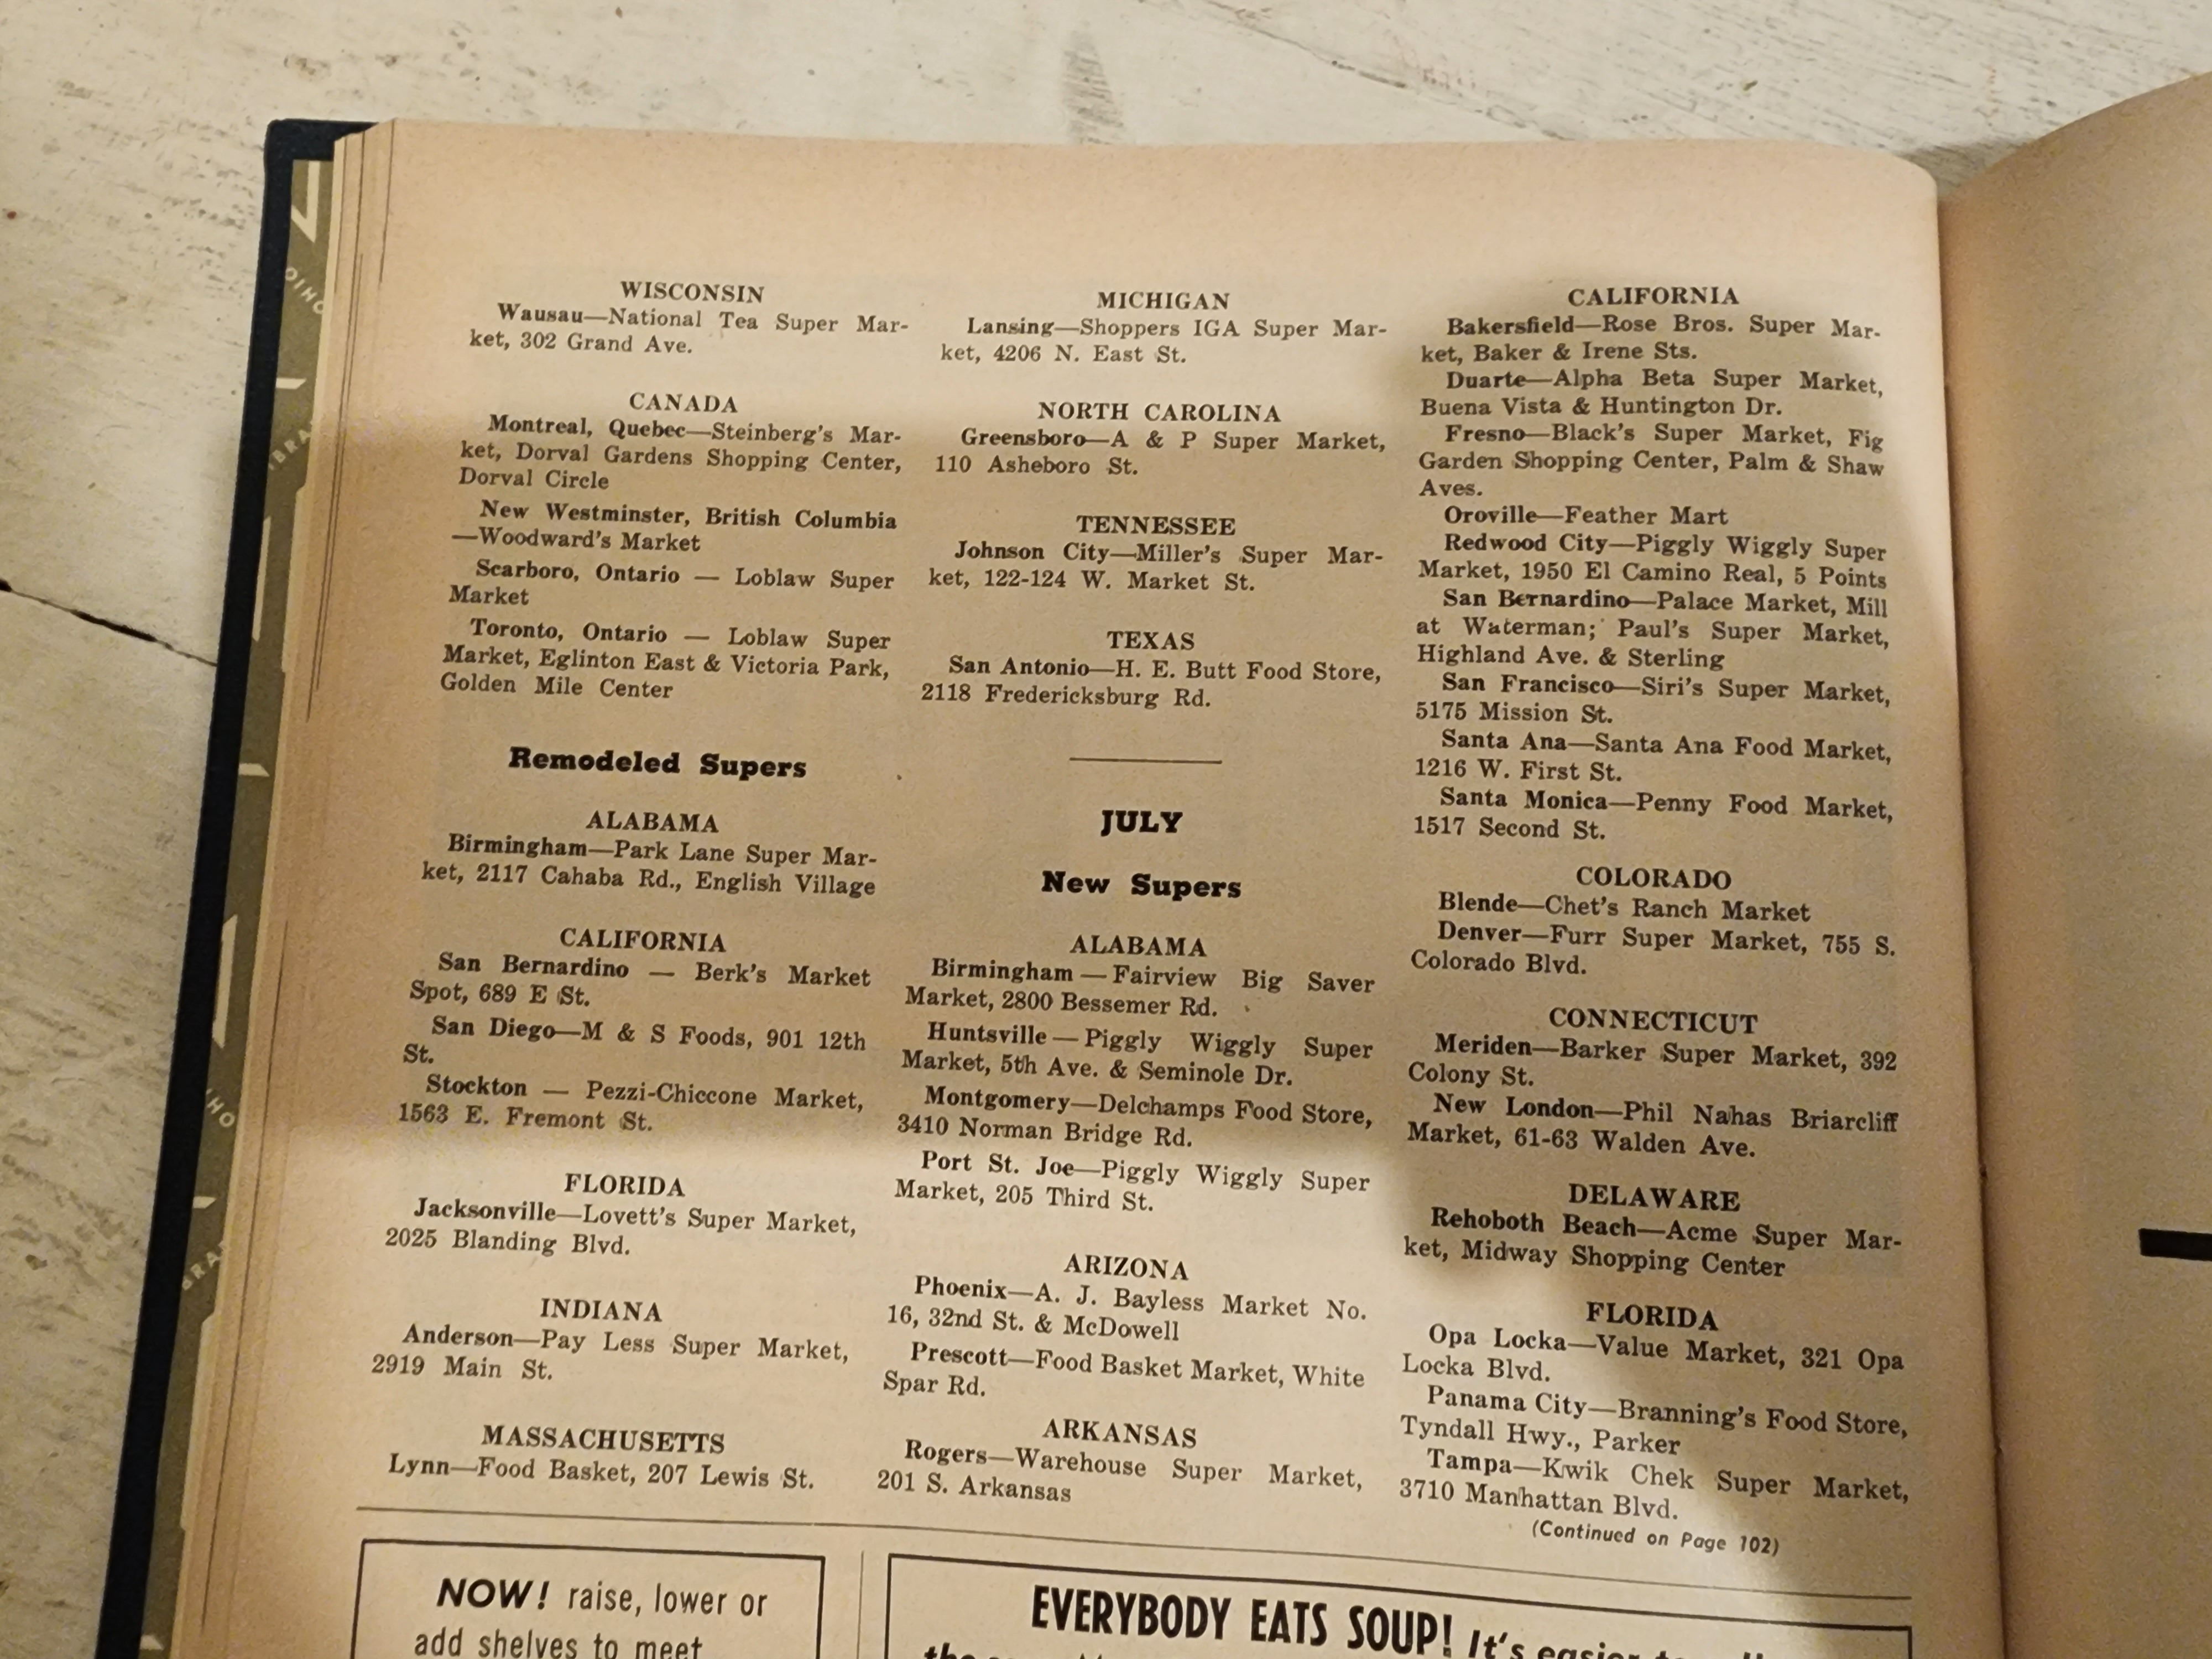 WISCONSIN
Wausau—National Tea Super Mar-
ket, 302 Grand Ave.
CANADA
Montreal, Quebec—Steinberg's Mar-
ket, Dorval Gardens Shopping Center,
Dorval Circle
New Westminster, British Columbia
—Woodward's Market
Scarboro, Ontario — Loblaw Super
Market
Toronto, Ontario — Loblaw Super
Market, Eglinton East & Victoria Park,
Golden Mile Center
Remodeled Supers
ALABAMA
Birmingham—Park Lane Super Mar-
ket, 2117 Cahaba Rd., English Village
CALIFORNIA
San Bernardino — Berk's Market
Spot, 689 E St.
San Diego—M & S Foods, 901 12th
St.
Stockton — Pezzi-Chiccone Market,
1563 E. Fremont St.
FLORIDA
Jacksonville—Lovett's Super Market,
2025 Blanding Blvd.
INDIANA
Anderson—Pay Less Super Market,
2919 Main St.
MASSACHUSETTS
Lynn—Food Basket, 207 Lewis St.
MICHIGAN
Lansing—Shoppers IGA Super Mar-
ket, 4206 N. East St.
NORTH CAROLINA
Greensboro—A & P Super Market,
110 Asheboro St.
TENNESSEE
Johnson City—Miller's Super Mar-
ket, 122-124 W. Market St.
TEXAS
San Antonio—H. E. Butt Food Store,
2118 Fredericksburg Rd.
JULY
New Supers
ALABAMA
Birmingham — Fairview Big Saver
Market, 2800 Bessemer Rd.
Huntsville — Piggly Wiggly Super
Market, 5th Ave. & Seminole Dr.
Montgomery—Delchamps Food Store,
3410 Norman Bridge Rd.
Port St. Joe—Piggly Wiggly Super
Market, 205 Third St.
ARIZONA
Phoenix—A. J. Bayless Market No.
16, 32nd St. & McDowell
Prescott—Food Basket Market, White
Spar Rd.
ARKANSAS
Rogers—Warehouse Super Market,
201 S. Arkansas
CALIFORNIA
Bakersfield—Rose Bros. Super Mar-
ket, Baker & Irene Sts.
Duarte—Alpha Beta Super Market,
Buena Vista & Huntington Dr.
Fresno—Black's Super Market, Fig
Garden Shopping Center, Palm & Shaw
Aves.
Oroville—Feather Mart
Redwood City—Piggly Wiggly Super
Market, 1950 El Camino Real, 5 Points
San Bernardino—Palace Market, Mill
at Waterman; Paul's Super Market,
Highland Ave. & Sterling
San Francisco—Siri's Super Market,
5175 Mission St.
Santa Ana—Santa Ana Food Market,
1216 W. First St.
Santa Monica—Penny Food Market,
1517 Second St.
COLORADO
Blende—Chet's Ranch Market
Denver—Furr Super Market, 755 S.
Colorado Blvd.
CONNECTICUT
Meriden—Barker Super Market, 392
Colony St.
New London—Phil Nahas Briarcliff
Market, 61-63 Walden Ave.
DELAWARE
Rehoboth Beach—Acme Super Mar-
ket, Midway Shopping Center
FLORIDA
Opa Locka—Value Market, 321 Opa
Locka Blvd.
Panama City—Branning's Food Store,
Tyndall Hwy., Parker
Tampa—Kwik Chek Super Market,
3710 Manhattan Blvd.
(Continued on Page 102)
NOW! raise, lower or
add shelves to meet
EVERYBODY EATS SOUP! It's easier